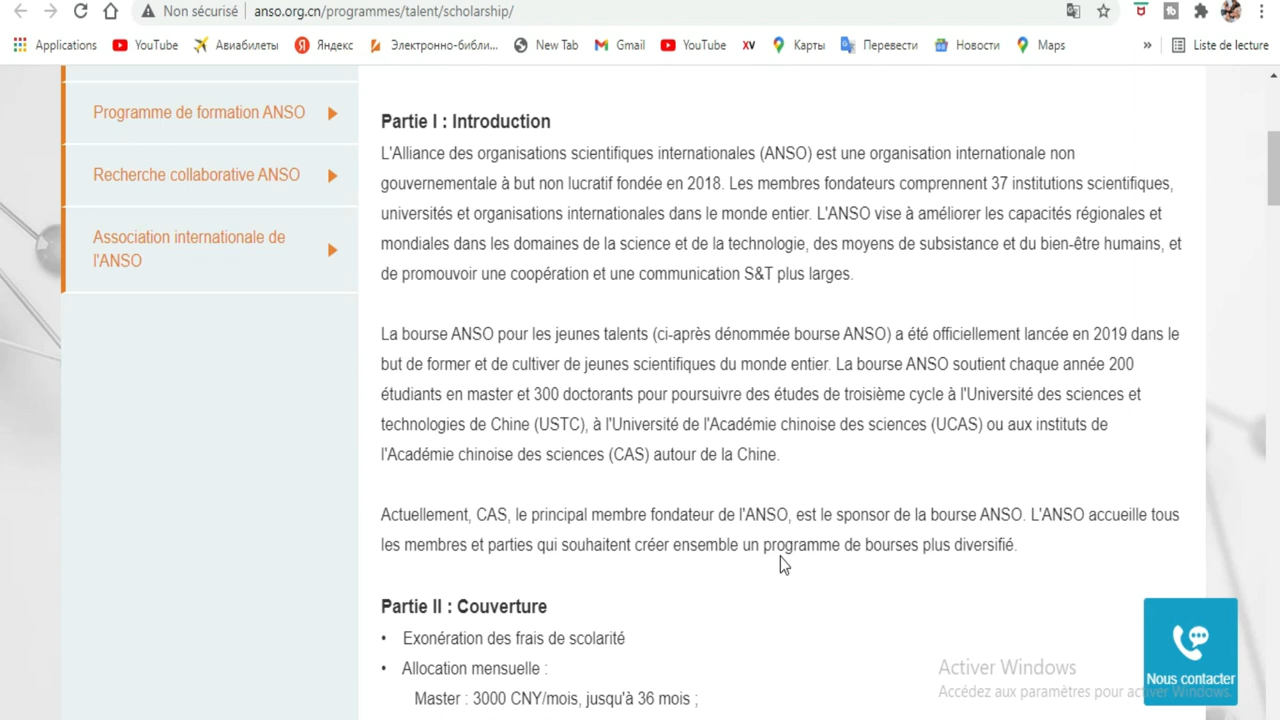 Non sécurisé
anso.org.cn/programmes/talent/scholarship/
Applications
YouTube
Авиабилеты
Яндекс
Электронно-библи...
New Tab
Gmail
YouTube
XV
Карты
Перевести
Новости
Maps
»
Liste de lecture
Programme de formation ANSO
Recherche collaborative ANSO
Association internationale de
l'ANSO
Partie I : Introduction
L'Alliance des organisations scientifiques internationales (ANSO) est une organisation internationale non
gouvernementale à but non lucratif fondée en 2018. Les membres fondateurs comprennent 37 institutions scientifiques,
universités et organisations internationales dans le monde entier. L'ANSO vise à améliorer les capacités régionales et
mondiales dans les domaines de la science et de la technologie, des moyens de subsistance et du bien-être humains, et
de promouvoir une coopération et une communication S&T plus larges.
La bourse ANSO pour les jeunes talents (ci-après dénommée bourse ANSO) a été officiellement lancée en 2019 dans le
but de former et de cultiver de jeunes scientifiques du monde entier. La bourse ANSO soutient chaque année 200
étudiants en master et 300 doctorants pour poursuivre des études de troisième cycle à l'Université des sciences et
technologies de Chine (USTC), à l'Université de l'Académie chinoise des sciences (UCAS) ou aux instituts de
l'Académie chinoise des sciences (CAS) autour de la Chine.
Actuellement, CAS, le principal membre fondateur de l'ANSO, est le sponsor de la bourse ANSO. L'ANSO accueille tous
les membres et parties qui souhaitent créer ensemble un programme de bourses plus diversifié.
Partie II : Couverture
• Exonération des frais de scolarité
• Allocation mensuelle :
Master : 3000 CNY/mois, jusqu'à 36 mois ;
Nous contacter
Activer Windows
Accédez aux paramètres pour activer Windows.